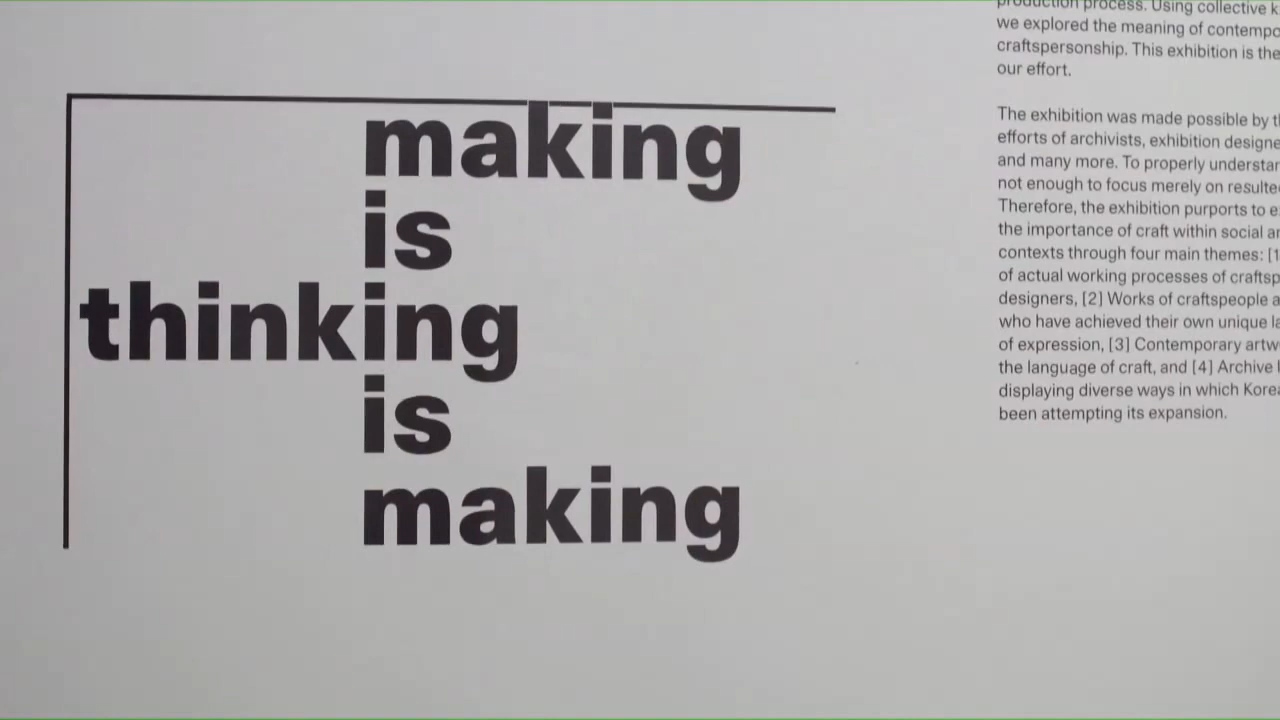 making
is
thinking
is
making
production process. Using collective
we explored the meaning of
craftspersonship. This exhibition is the
our effort.
The exhibition was made possible by
efforts of archivists, exhibition
and many more. To properly
not enough to focus merely on
Therefore, the exhibition purports to
the importance of craft within social
contexts through four main themes:
of actual working processes of
designers, [2] Works of craftspeople
who have achieved their own unique
of expression, [3] Contemporary
the language of craft, and [4] Archive
displaying diverse ways in which
been attempting its expansion.